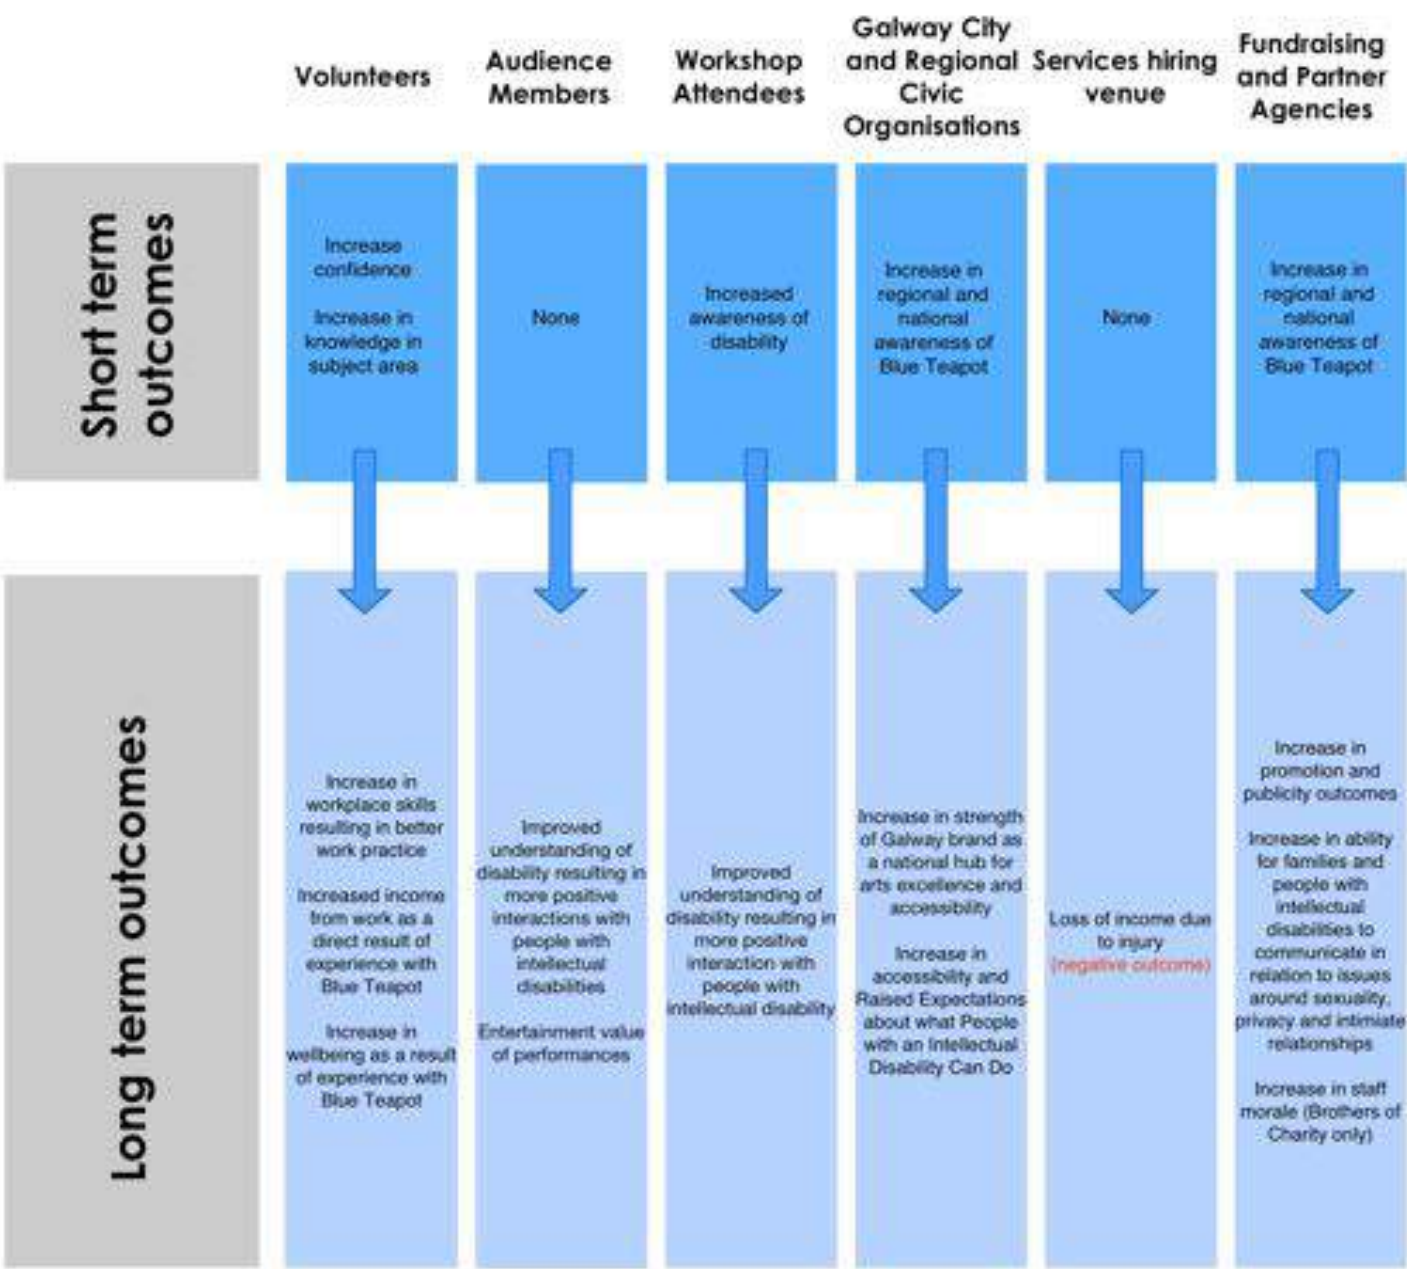 Volunteers
Audience
Members
Workshop
Attendees
Galway City
and Regional
Civic
Organisations
Services hiring
venue
Fundraising
and Partner
Agencies
Short term
outcomes
Increase
confidence
Increase in
knowledge in
subject area
None
Increased
awareness of
disability
Increase in
regional and
national
awareness of
Blue Teapot
None
Increase in
regional and
national
awareness of
Blue Teapot
Long term outcomes
Increase in
workplace skills
resulting in better
work practice
Increased income
from work as a
direct result of
experience with
Blue Teapot
Increase in
wellbeing as a result
of experience with
Blue Teapot
Improved
understanding of
disability resulting in
more positive
interactions with
people with
intellectual
disabilities
Entertainment value
of performances
Improved
understanding of
disability resulting in
more positive
interaction with
people with
intellectual disability
Increase in strength
of Galway brand as
a national hub for
arts excellence and
accessibility
Increase in
accessibility and
Raised Expectations
about what People
with an Intellectual
Disability Can Do
Loss of income due
to injury
(negative outcome)
Increase in
promotion and
publicity outcomes
Increase in ability
for families and
people with
intellectual
disabilities to
communicate in
relation to issues
around sexuality,
privacy and intimiate
relationships
Increase in staff
morale (Brothers of
Charity only)